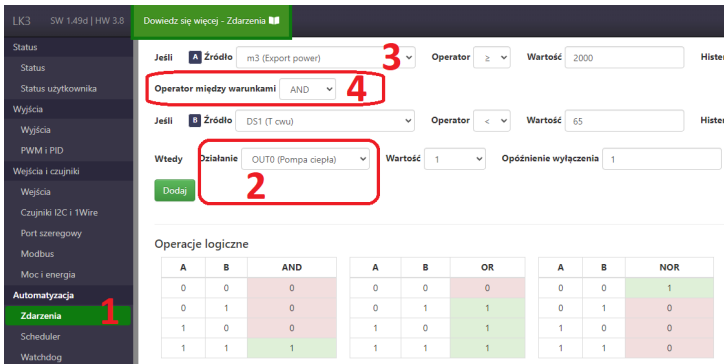 LK3 SW 1.49d | HW 3.8 Dowiedz się więcej - Zdarzenia
Status
Status
Status użytkownika
Wyjścia
Wyjścia
PWM i PID
Wejścia i czujniki
Wejścia
Czujniki I2C i 1Wire
Port szeregowy
Modbus
Moc i energia
Automatyzacja
Zdarzenia 1
Scheduler
Watchdog
Jeśli A Źródło m3 (Export power) 3 Operator ≥ Wartość 2000 Hister
Operator między warunkami AND 4
Jeśli B Źródło DS1 (T cwu) Operator < Wartość 65 Hister
Wtedy Działanie OUT0 (Pompa ciepła) Wartość 1 Opóźnienie wyłączenia 1
2
Dodaj
Operacje logiczne
A B AND A B OR A B NOR
0 0 0 0 0 0 0 0 1
0 1 0 0 1 1 0 1 0
1 0 0 1 0 1 1 0 0
1 1 1 1 1 1 1 1 0